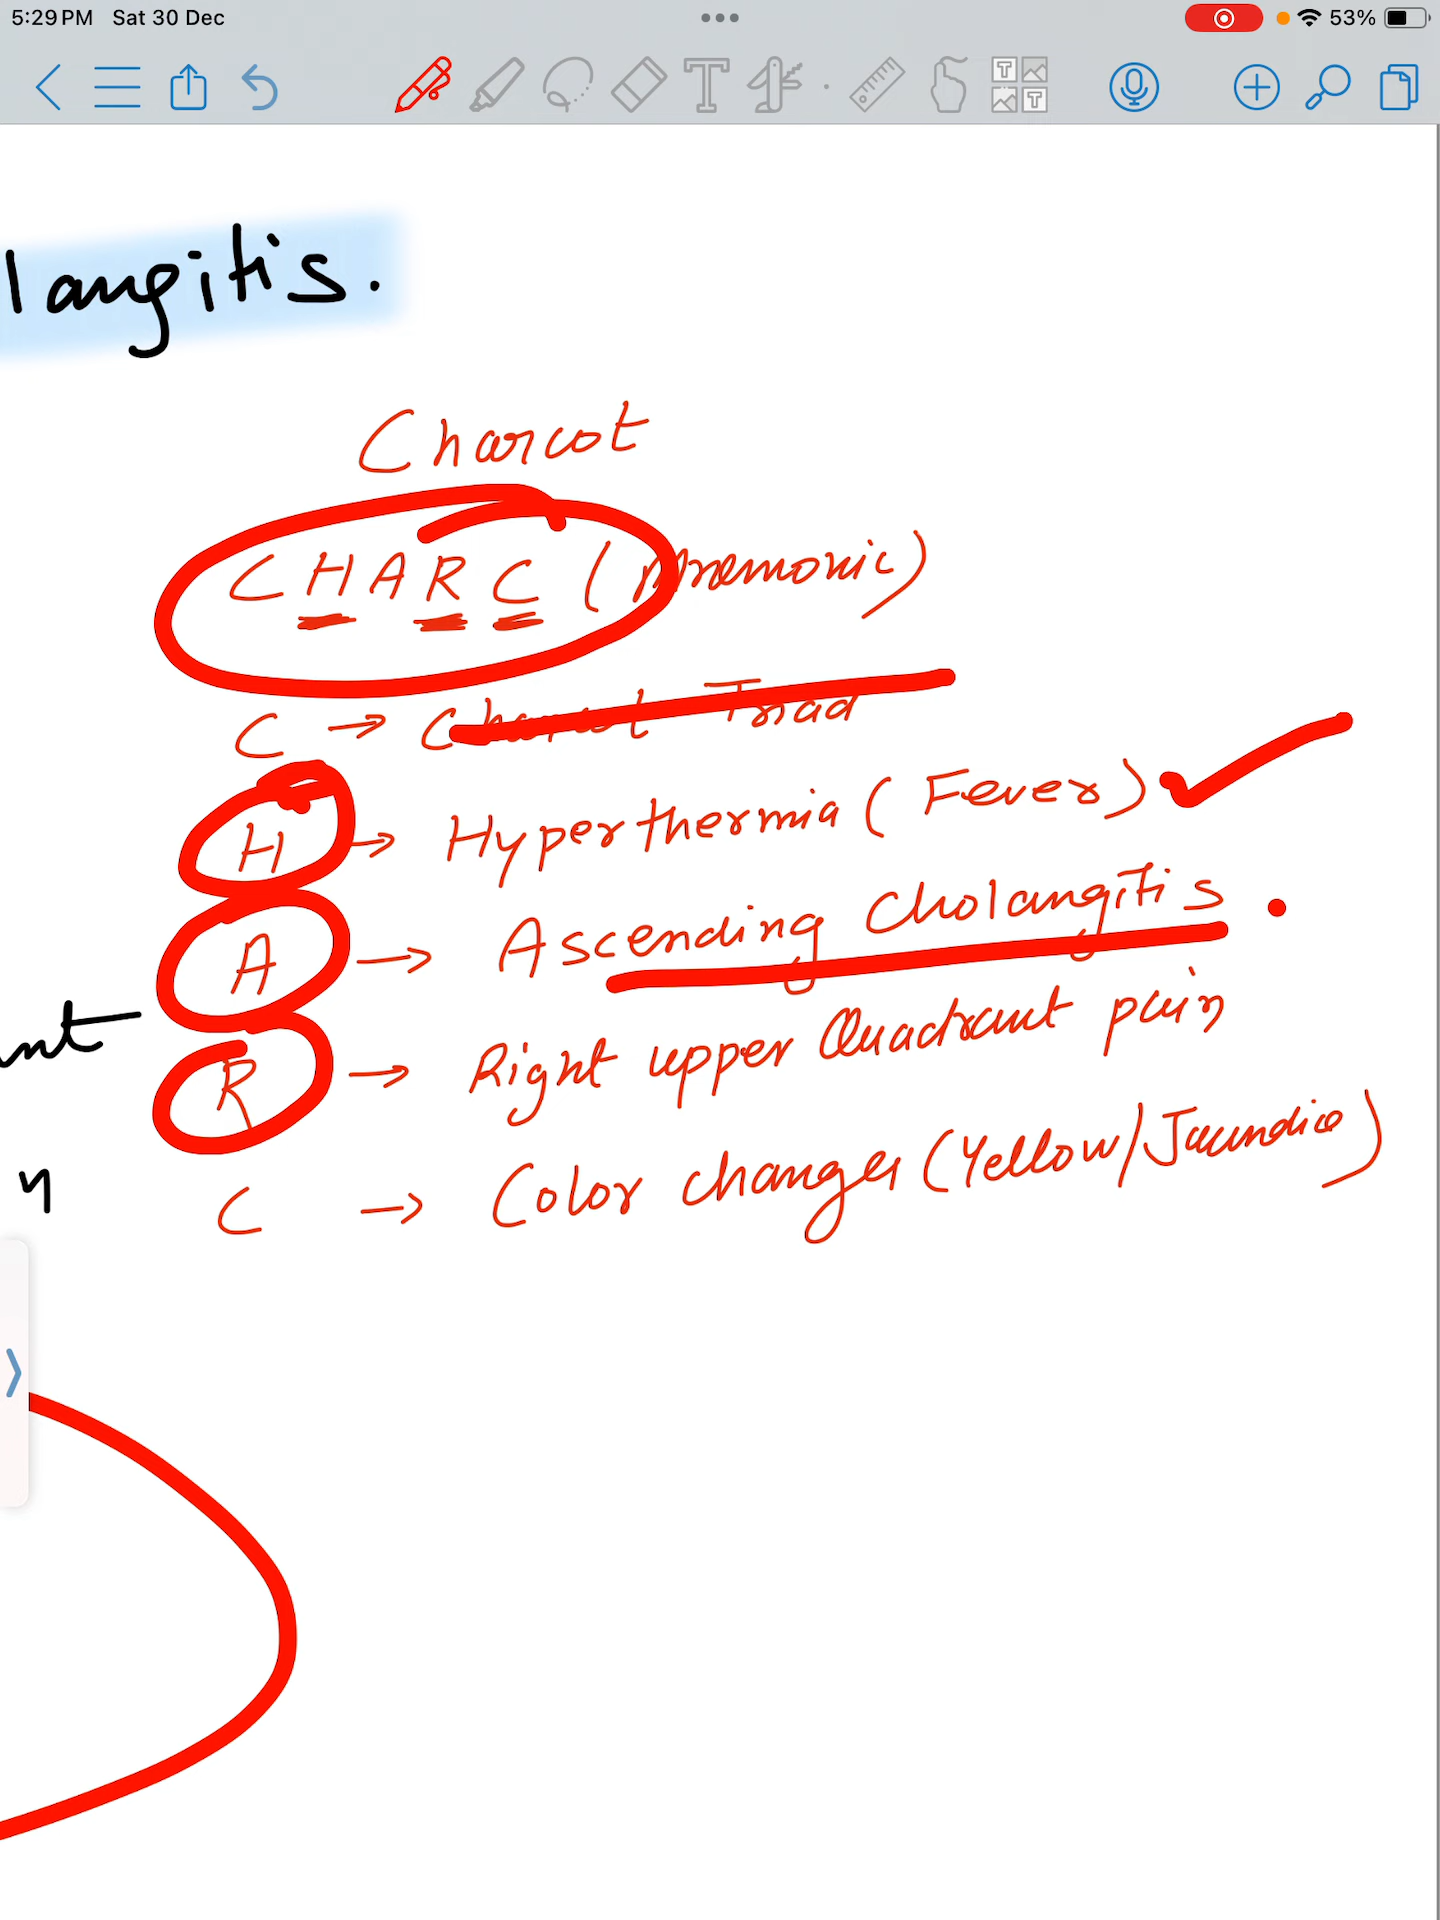 5:29 PM Sat 30 Dec
53%
langitis.
Charcot
CHARC (Mnemonic)
C → Charcot Triad
H → Hyperthermia (Fever)
A → Ascending Cholangitis.
R → Right upper Quadrant pain
C → Color changes (Yellow/Jaundice)